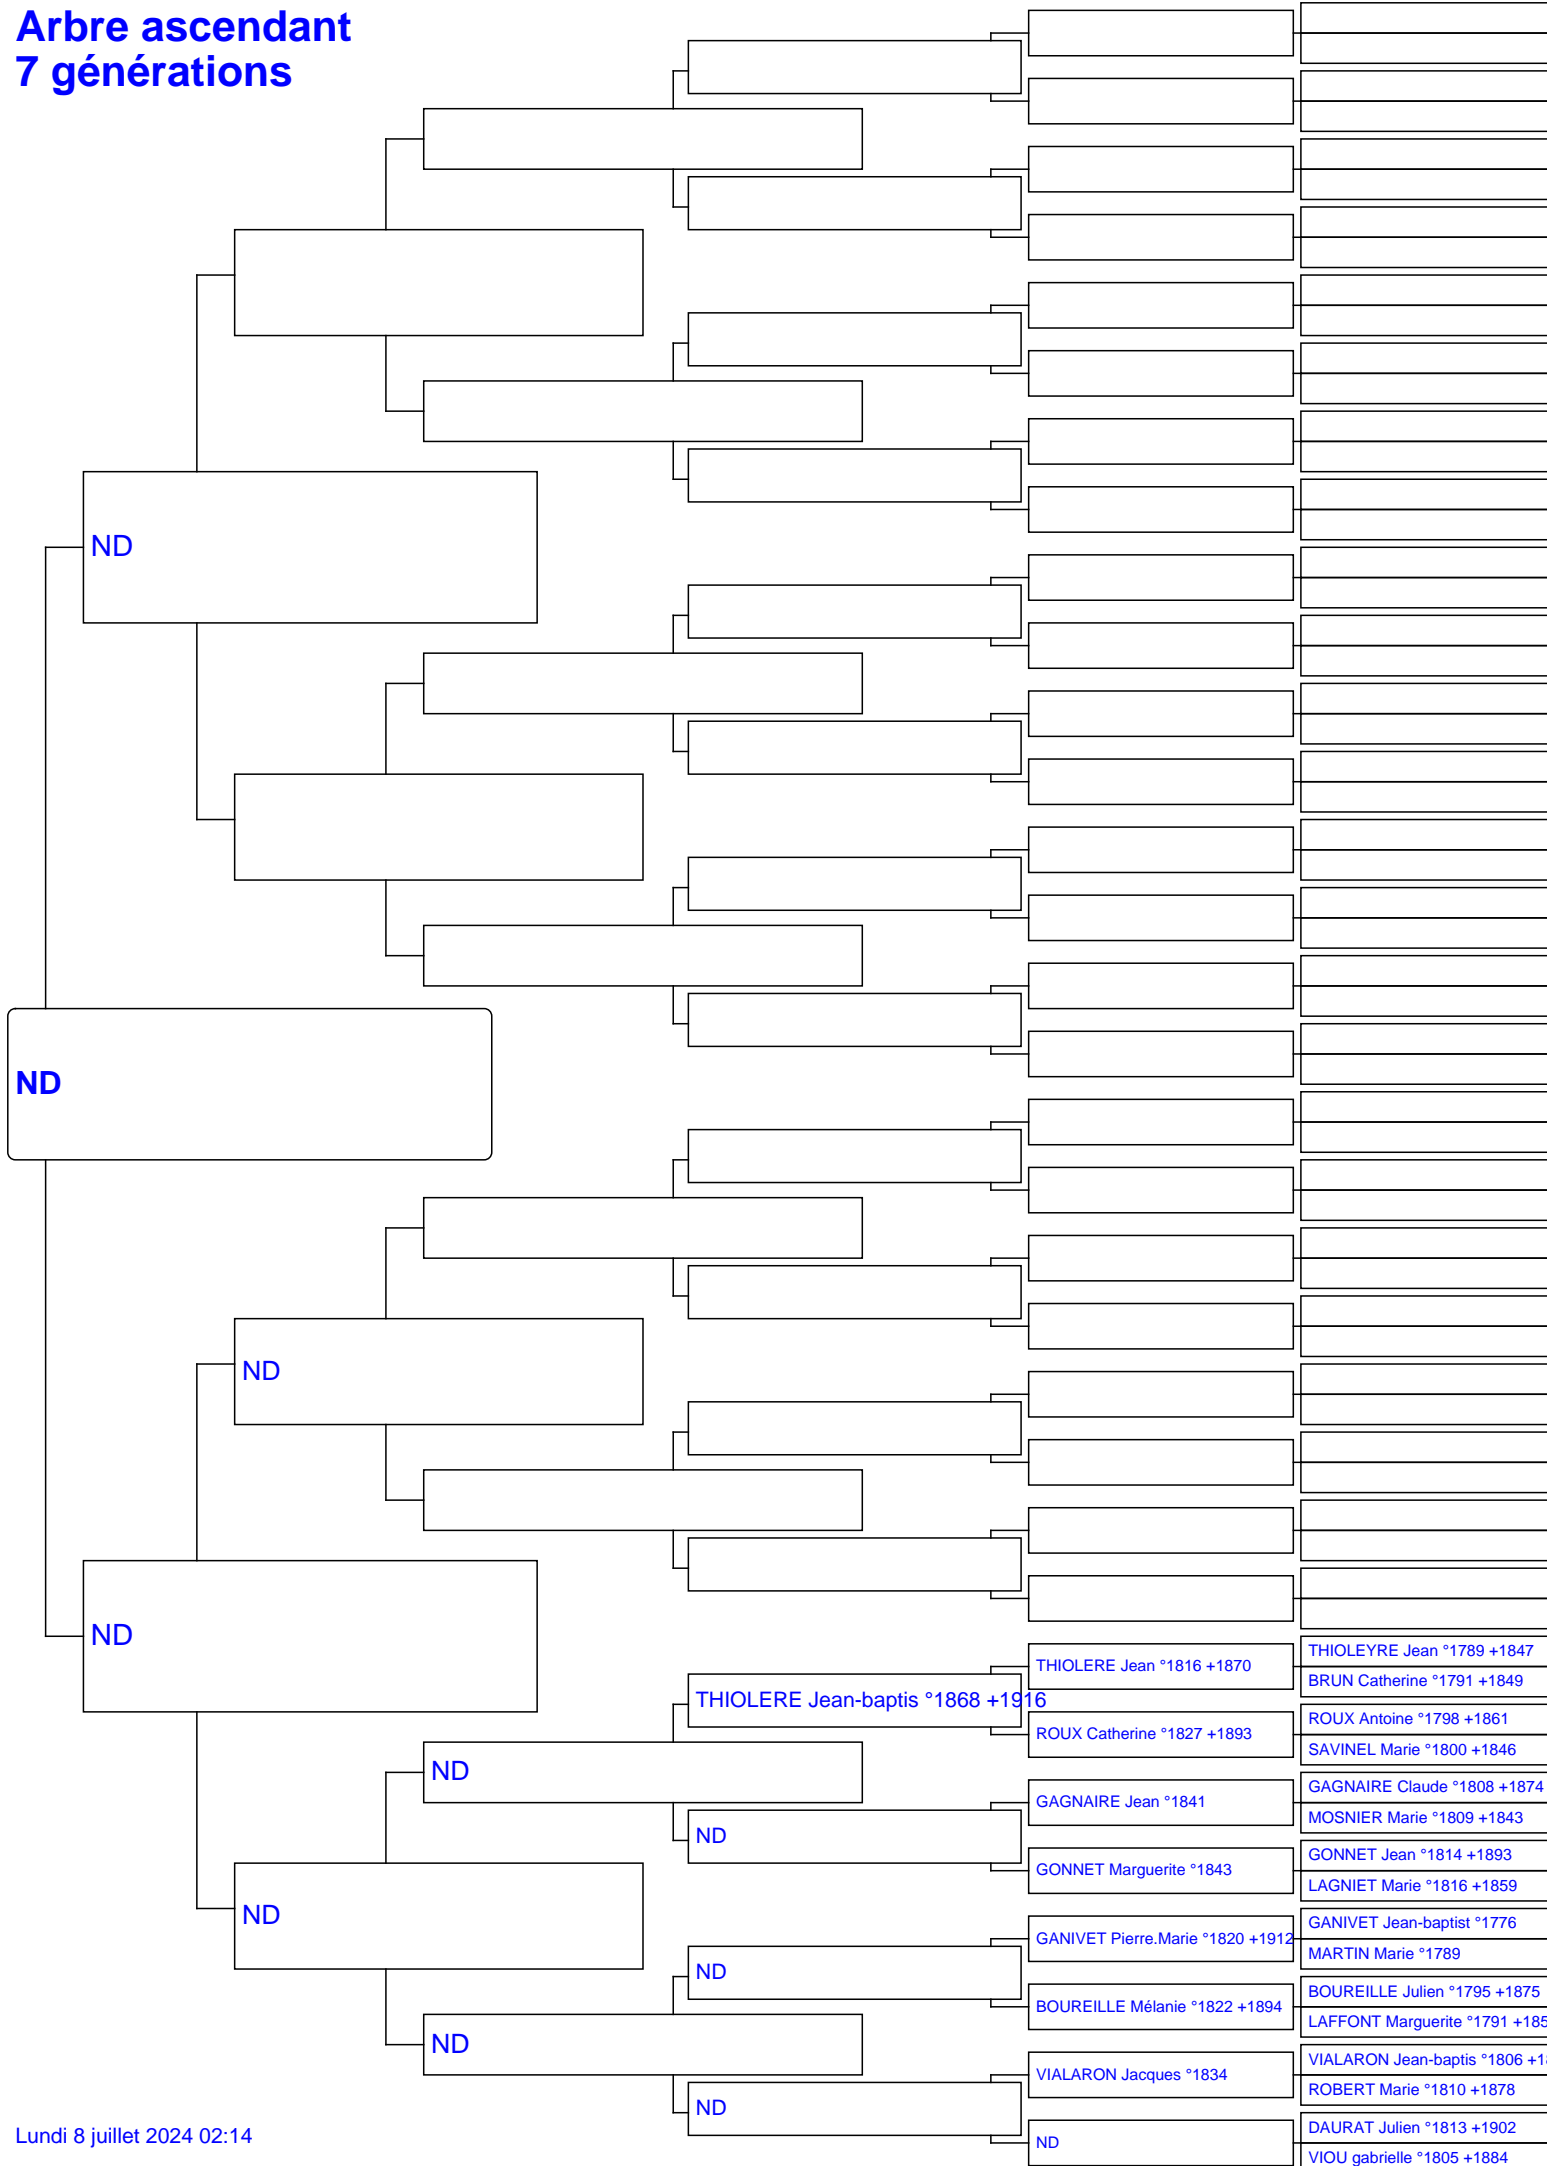 Arbre ascendant
7 générations
ND
ND
ND
ND
THIOLERE Jean °1816 +1870
THIOLEYRE Jean °1789 +1847
BRUN Catherine °1791 +1849
THIOLERE Jean-baptis °1868 +1916
ROUX Catherine °1827 +1893
ROUX Antoine °1798 +1861
SAVINEL Marie °1800 +1846
ND
GAGNAIRE Jean °1841
GAGNAIRE Claude °1808 +1874
MOSNIER Marie °1809 +1843
ND
GONNET Marguerite °1843
GONNET Jean °1814 +1893
LAGNIET Marie °1816 +1859
ND
GANIVET Pierre.Marie °1820 +1912
GANIVET Jean-baptist °1776
MARTIN Marie °1789
ND
BOUREILLE Mélanie °1822 +1894
BOUREILLE Julien °1795 +1875
LAFFONT Marguerite °1791 +185
ND
VIALARON Jacques °1834
VIALARON Jean-baptis °1806 +1
ROBERT Marie °1810 +1878
ND
ND
DAURAT Julien °1813 +1902
VIOU gabrielle °1805 +1884
Lundi 8 juillet 2024 02:14